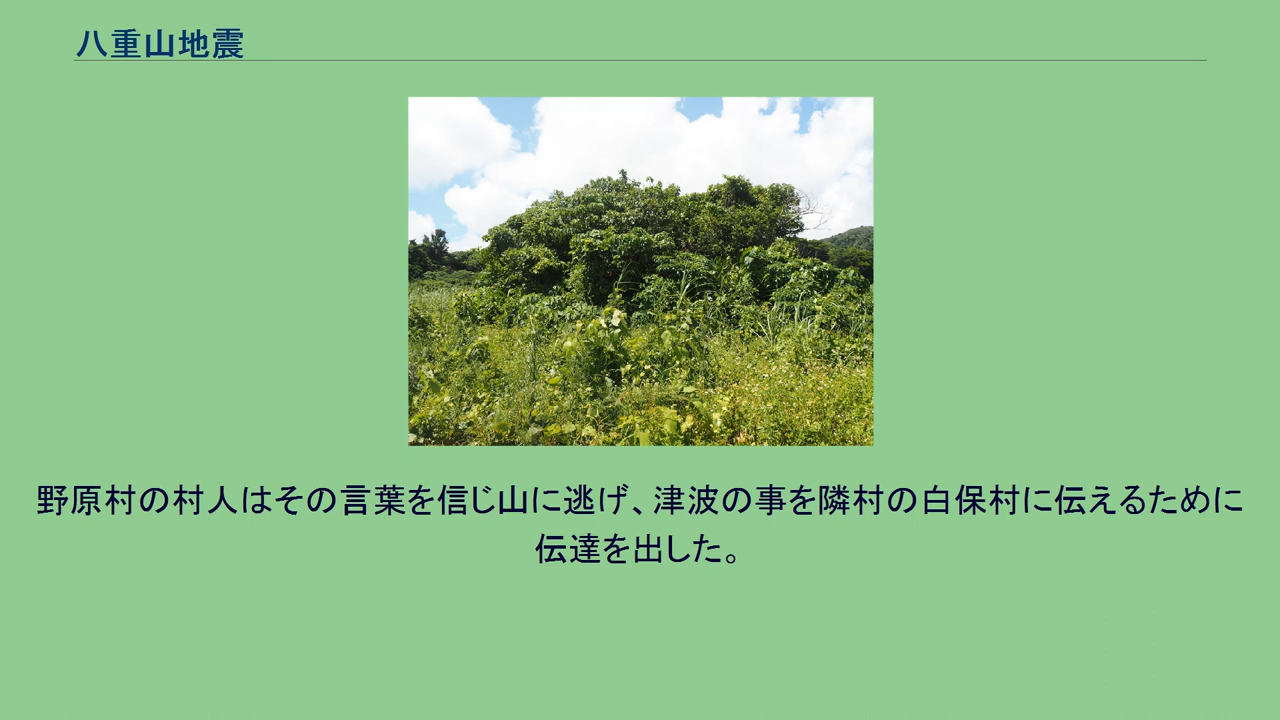 八重山地震
野原村の村人はその言葉を信じ山に逃げ、津波の事を隣村の白保村に伝えるために
伝達を出した。